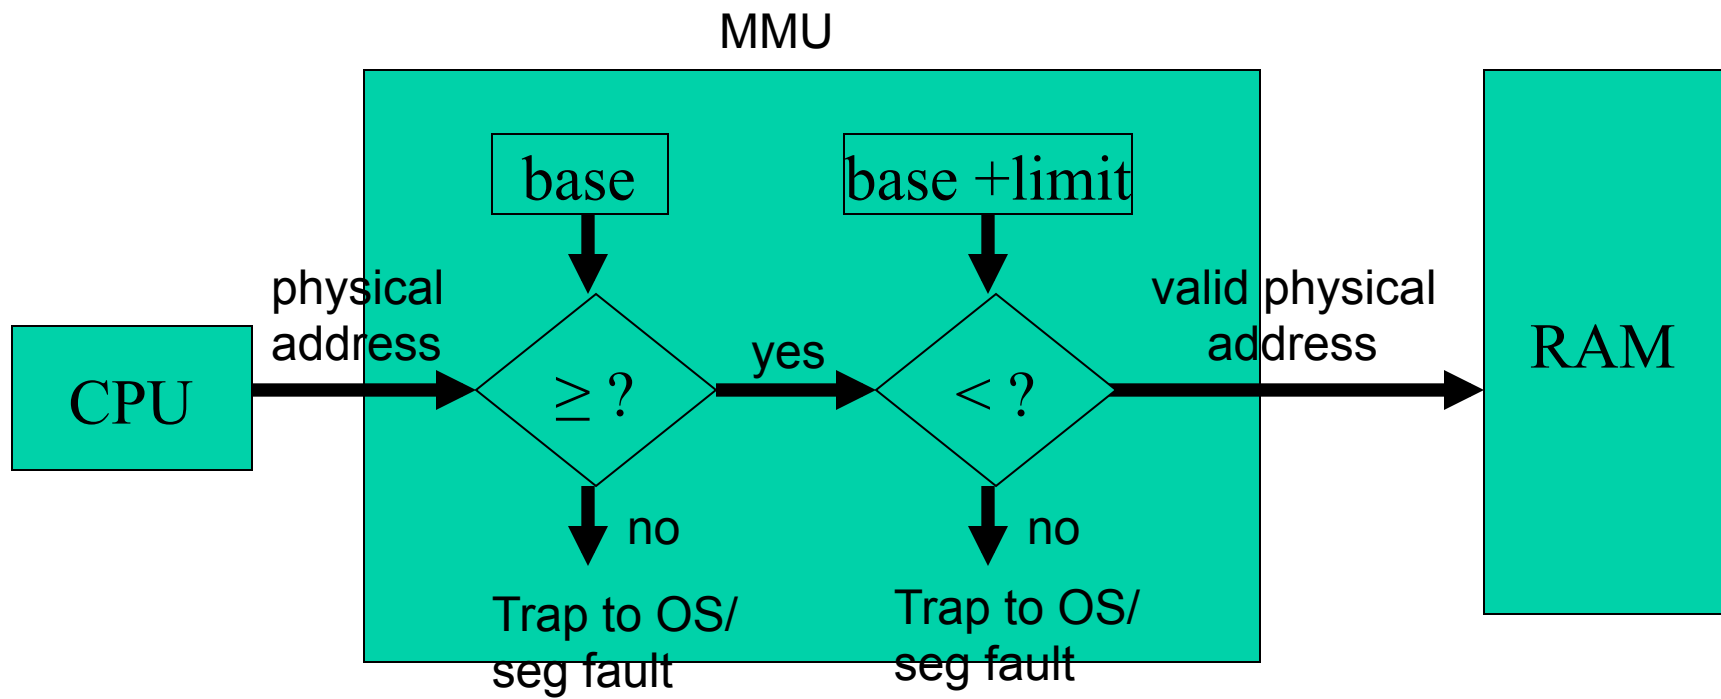 MMU
base
base +limit
physical
address
valid physical
address
CPU
≥ ?
yes
< ?
RAM
no
no
Trap to OS/
seg fault
Trap to OS/
seg fault